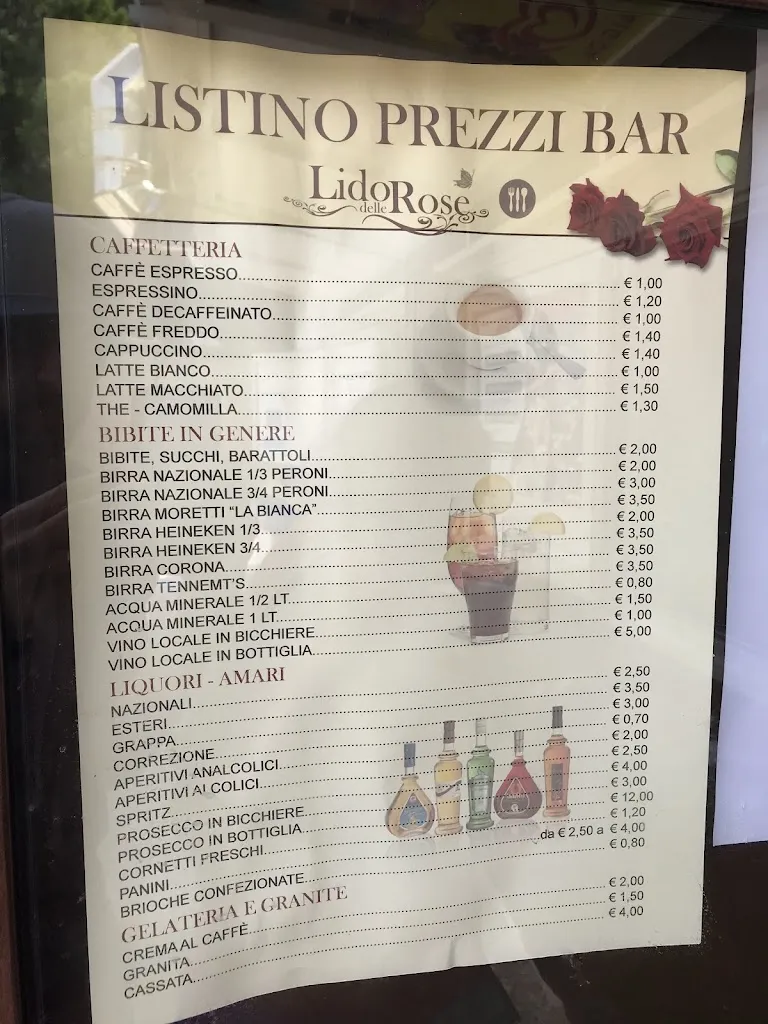 LISTINO PREZZI BAR
Lido delle Rose
CAFFETTERIA
CAFFÈ ESPRESSO € 1,00
ESPRESSINO € 1,20
CAFFÈ DECAFFEINATO € 1,00
CAFFÈ FREDDO € 1,40
CAPPUCCINO € 1,40
LATTE BIANCO € 1,00
LATTE MACCHIATO € 1,50
THE - CAMOMILLA € 1,30
BIBITE IN GENERE
BIBITE, SUCCHI, BARATTOLI € 2,00
BIRRA NAZIONALE 1/3 PERONI € 2,00
BIRRA NAZIONALE 3/4 PERONI € 3,00
BIRRA MORETTI “LA BIANCA” € 3,50
BIRRA HEINEKEN 1/3 € 2,00
BIRRA HEINEKEN 3/4 € 3,50
BIRRA CORONA € 3,50
BIRRA TENNEMT'S € 3,50
ACQUA MINERALE 1/2 LT. € 0,80
ACQUA MINERALE 1 LT. € 1,50
VINO LOCALE IN BICCHIERE € 1,00
VINO LOCALE IN BOTTIGLIA € 5,00
LIQUORI - AMARI
NAZIONALI € 2,50
ESTERI € 3,50
GRAPPA € 3,00
CORREZIONE € 0,70
APERITIVI ANALCOLICI € 2,00
APERITIVI ALCOLICI € 2,50
SPRITZ € 4,00
PROSECCO IN BICCHIERE € 3,00
PROSECCO IN BOTTIGLIA € 12,00
CORNETTI FRESCHI € 1,20
PANINI da € 2,50 a € 4,00
BRIOCHE CONFEZIONATE € 0,80
GELATERIA E GRANITE
CREMA AL CAFFÈ € 2,00
GRANITA € 1,50
CASSATA € 4,00